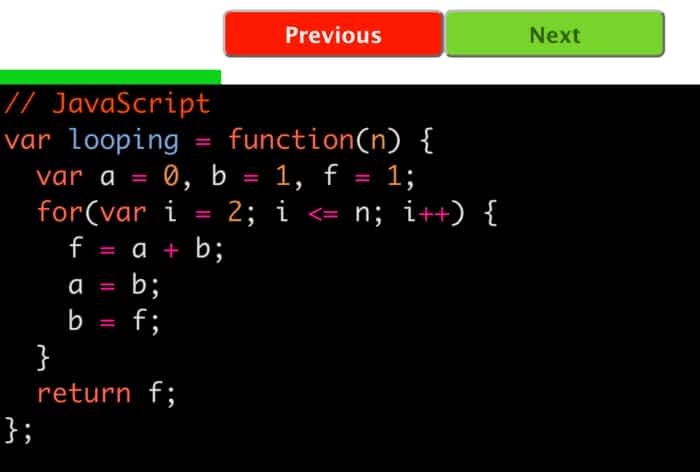 Previous Next
// JavaScript
var looping = function(n) {
  var a = 0, b = 1, f = 1;
  for(var i = 2; i <= n; i++) {
    f = a + b;
    a = b;
    b = f;
  }
  return f;
};